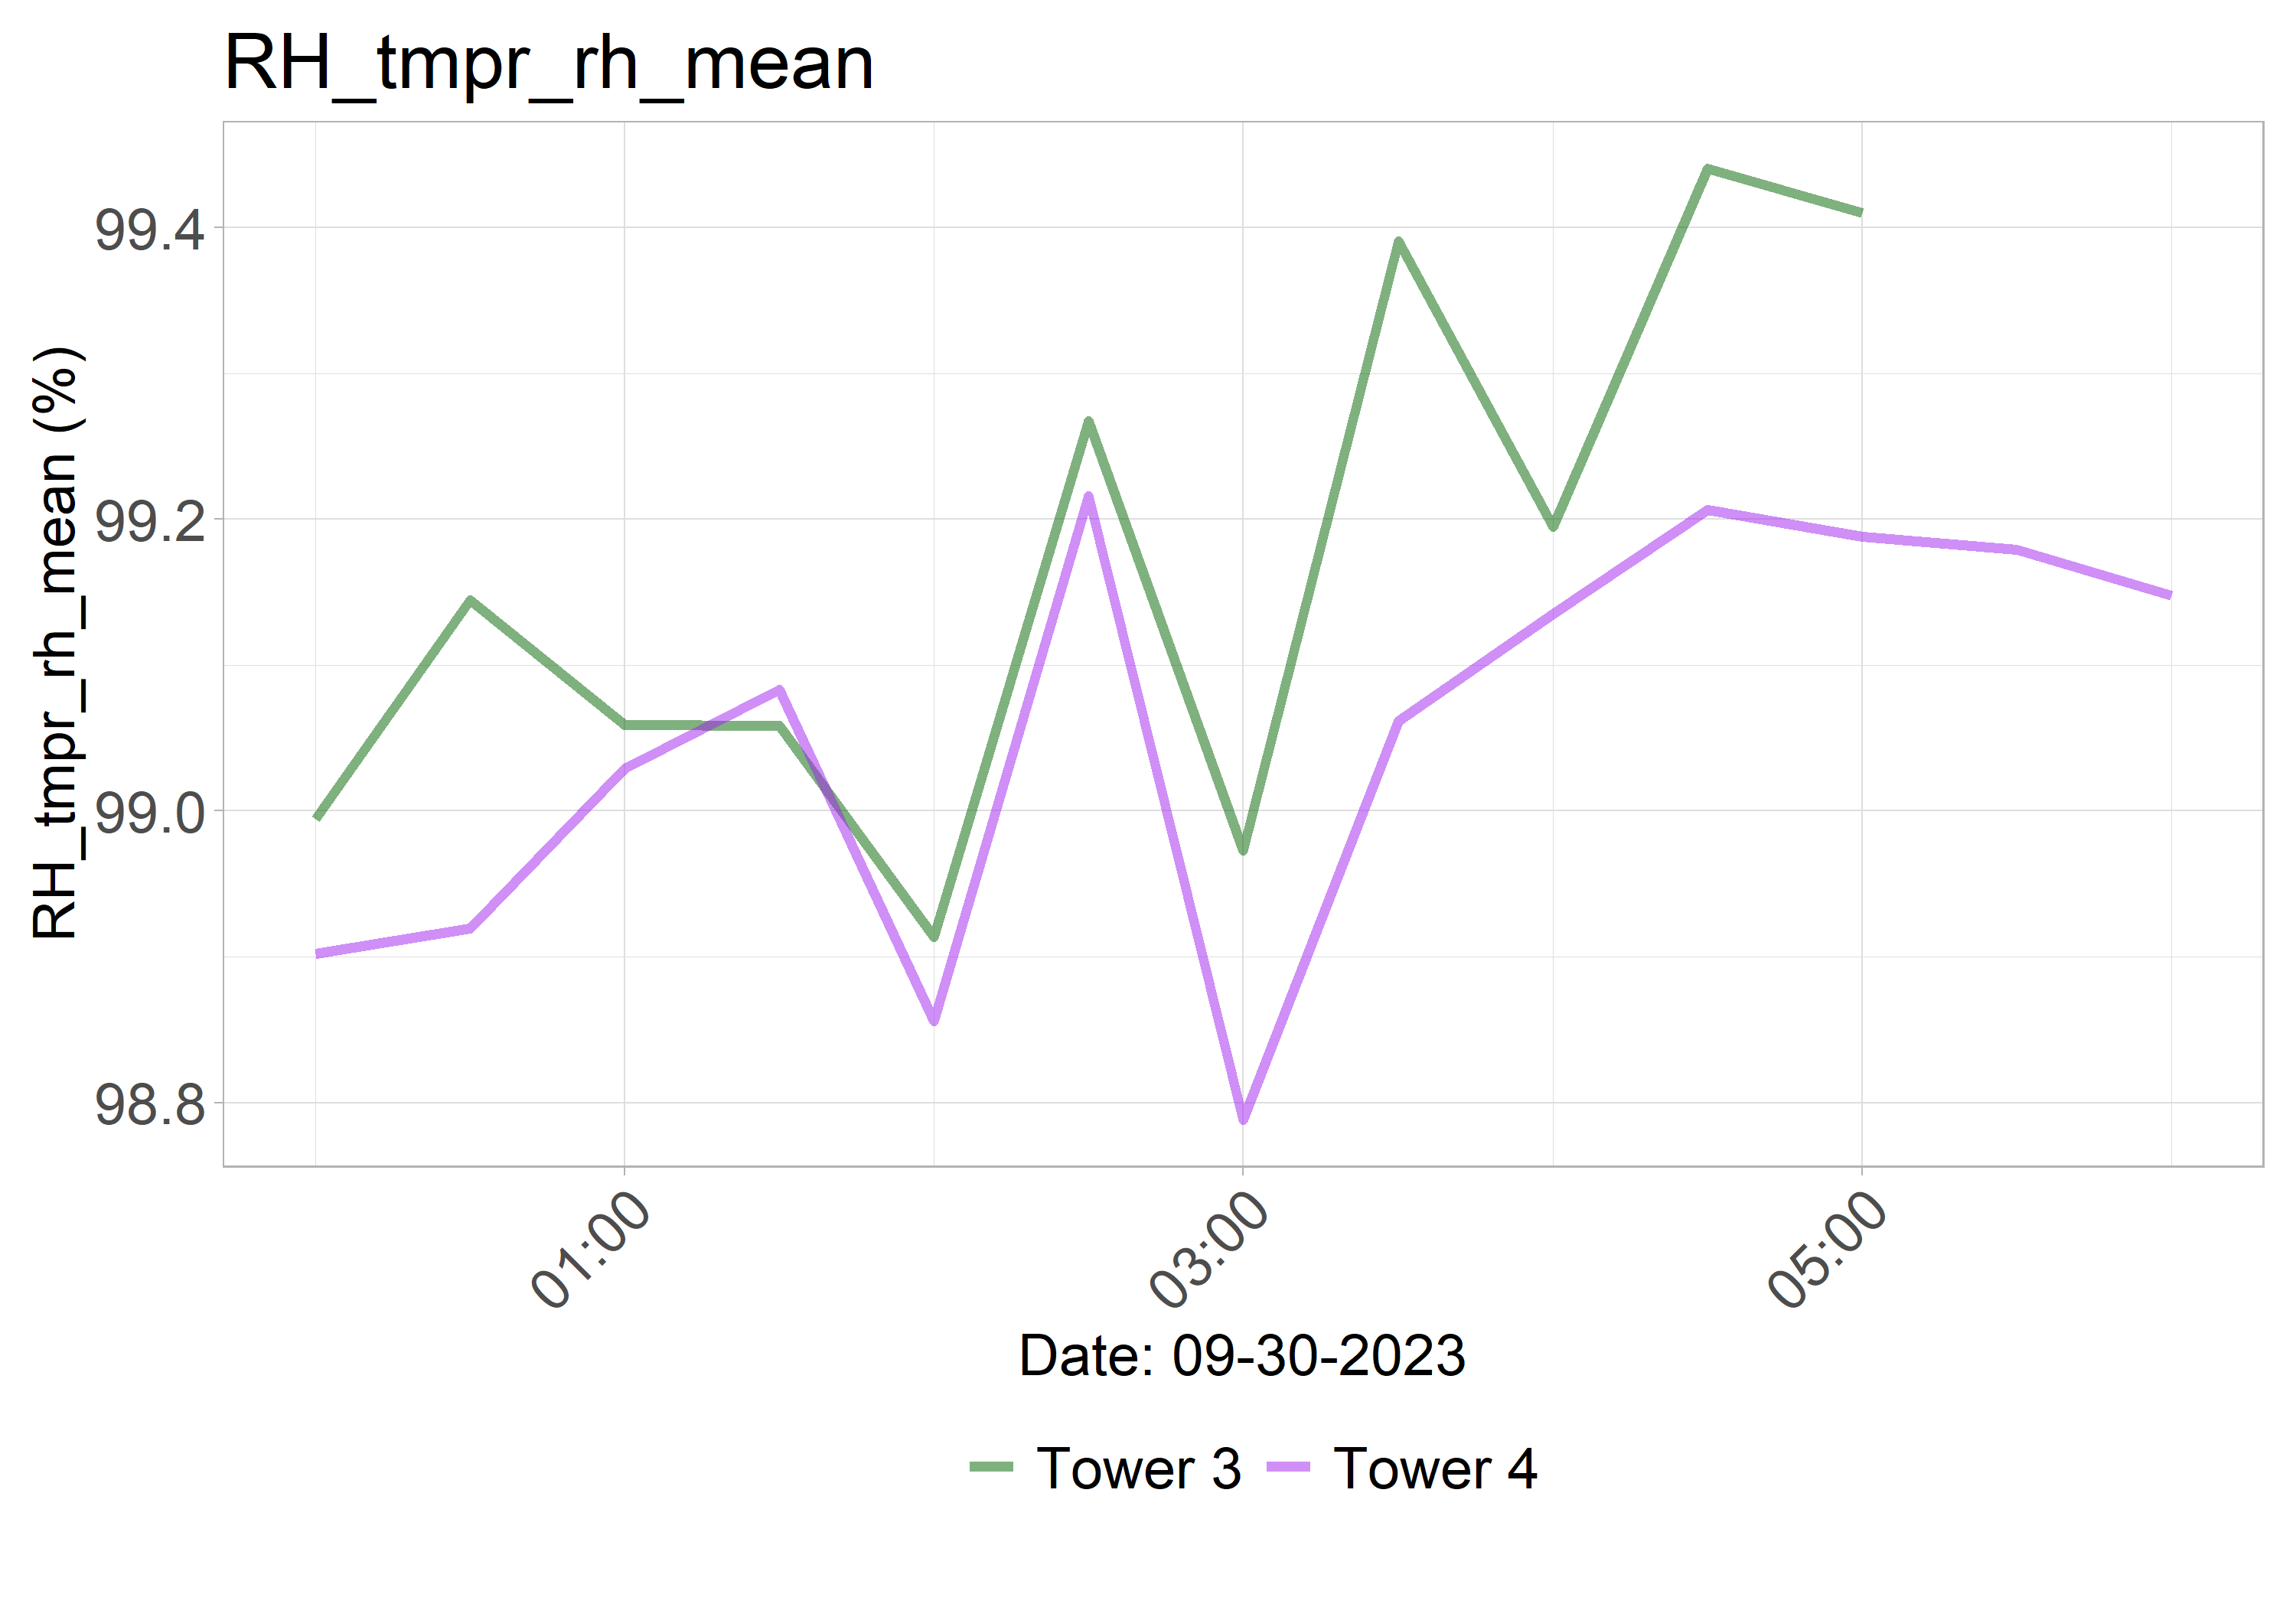 RH_tmpr_rh_mean
RH_tmpr_rh_mean (%)
99.4
99.2
99.0
98.8
01:00
03:00
05:00
Date: 09-30-2023
Tower 3
Tower 4